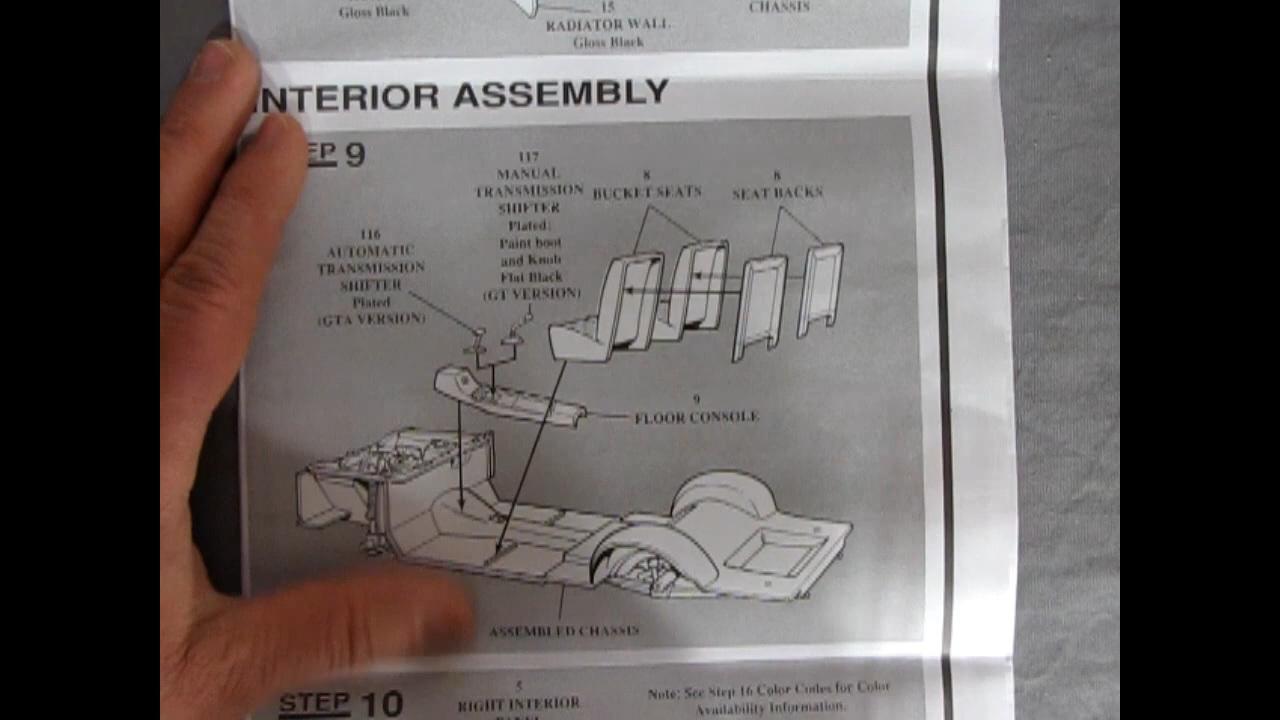 Gloss Black
15
RADIATOR WALL
Gloss Black
CHASSIS
INTERIOR ASSEMBLY
EP 9
116
AUTOMATIC
TRANSMISSION
SHIFTER
Plated
(GTA VERSION)
117
MANUAL
TRANSMISSION
SHIFTER
Plated;
Paint boot
and Knob
Flat Black
(GT VERSION)
8
BUCKET SEATS
8
SEAT BACKS
9
FLOOR CONSOLE
ASSEMBLED CHASSIS
STEP 10
5
RIGHT INTERIOR
Note: See Step 16 Color Codes for Color
Availability Information.